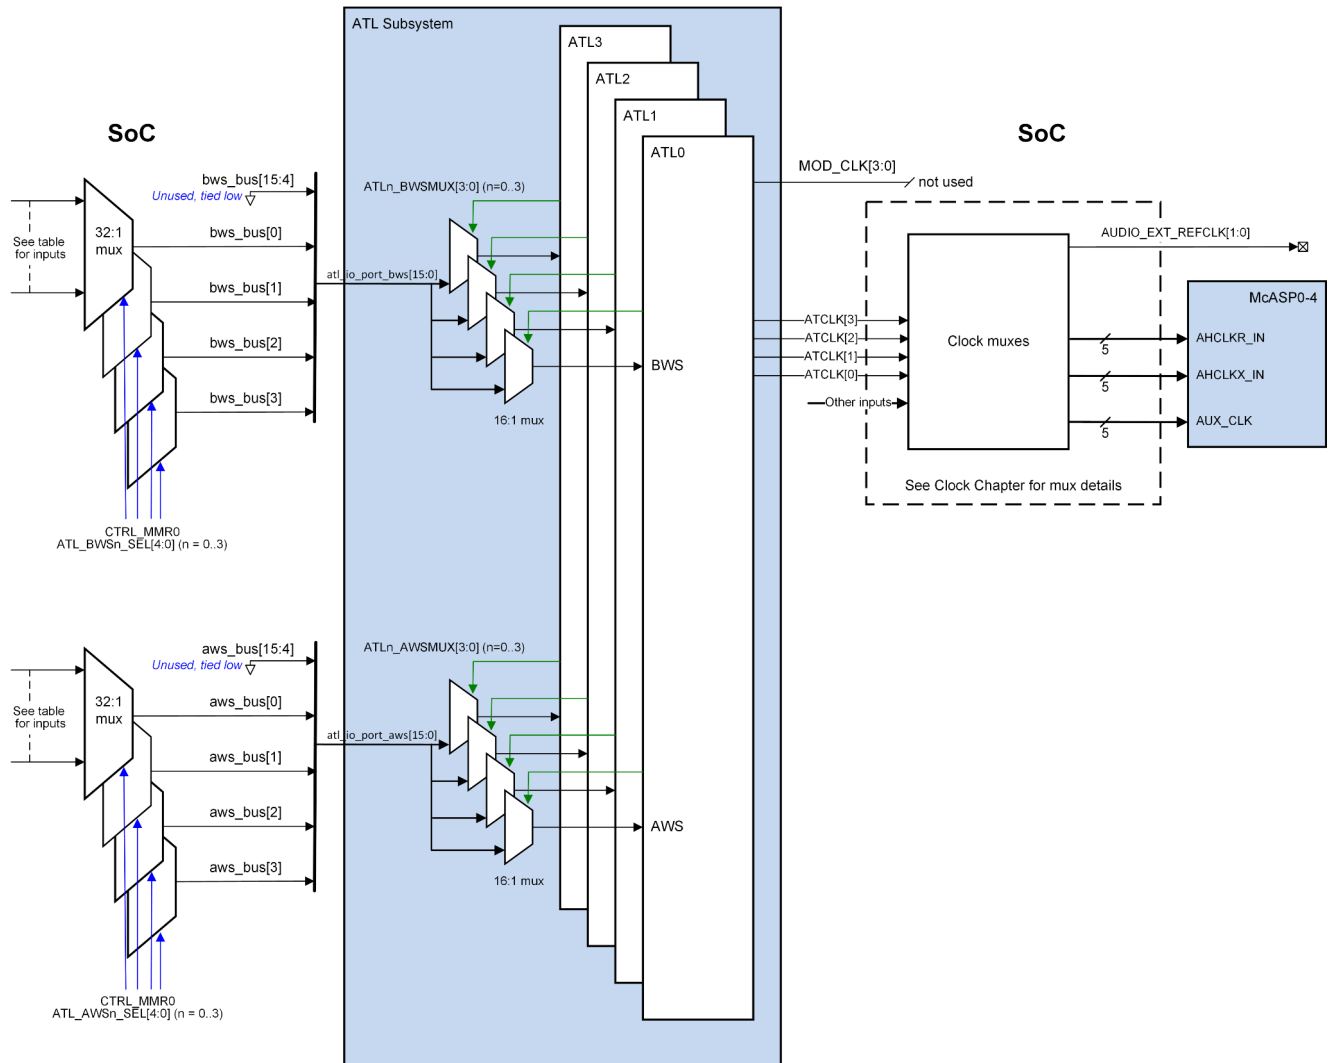 ATL Subsystem
ATL3
ATL2
ATL1
ATL0
SoC
SoC
MOD_CLK[3:0]
not used
bws_bus[15:4]
Unused, tied low
ATLn_BWSMUX[3:0] (n=0..3)
32:1
mux
See table
for inputs
bws_bus[0]
bws_bus[1]
bws_bus[2]
bws_bus[3]
atl_io_port_bws[15:0]
16:1 mux
BWS
AUDIO_EXT_REFCLK[1:0]
McASP0-4
ATCLK[3]
ATCLK[2]
ATCLK[1]
ATCLK[0]
Other inputs
Clock muxes
5
5
5
AHCLKR_IN
AHCLKX_IN
AUX_CLK
See Clock Chapter for mux details
CTRL_MMR0
ATL_BWSn_SEL[4:0] (n = 0..3)
aws_bus[15:4]
Unused, tied low
ATLn_AWSMUX[3:0] (n=0..3)
32:1
mux
See table
for inputs
aws_bus[0]
aws_bus[1]
aws_bus[2]
aws_bus[3]
atl_io_port_aws[15:0]
16:1 mux
AWS
CTRL_MMR0
ATL_AWSn_SEL[4:0] (n = 0..3)